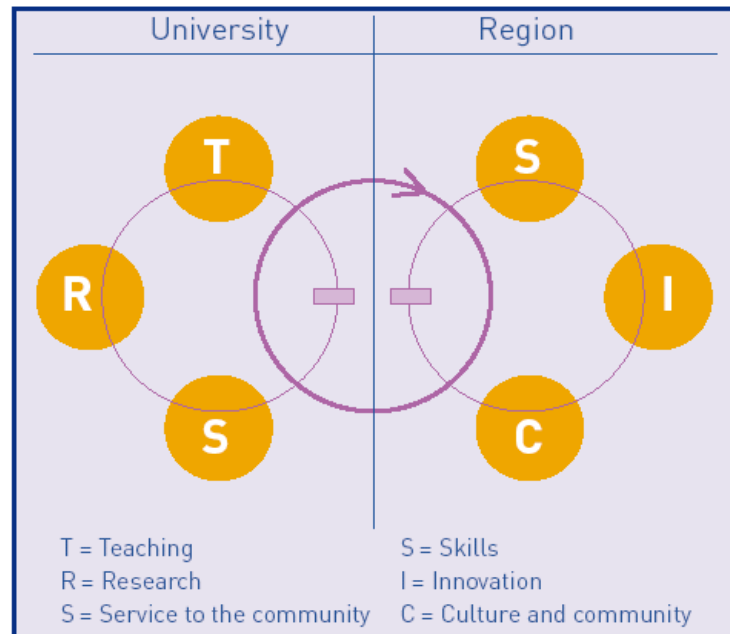 University
Region
T
S
R
I
S
C
T = Teaching
R = Research
S = Service to the community
S = Skills
I = Innovation
C = Culture and community